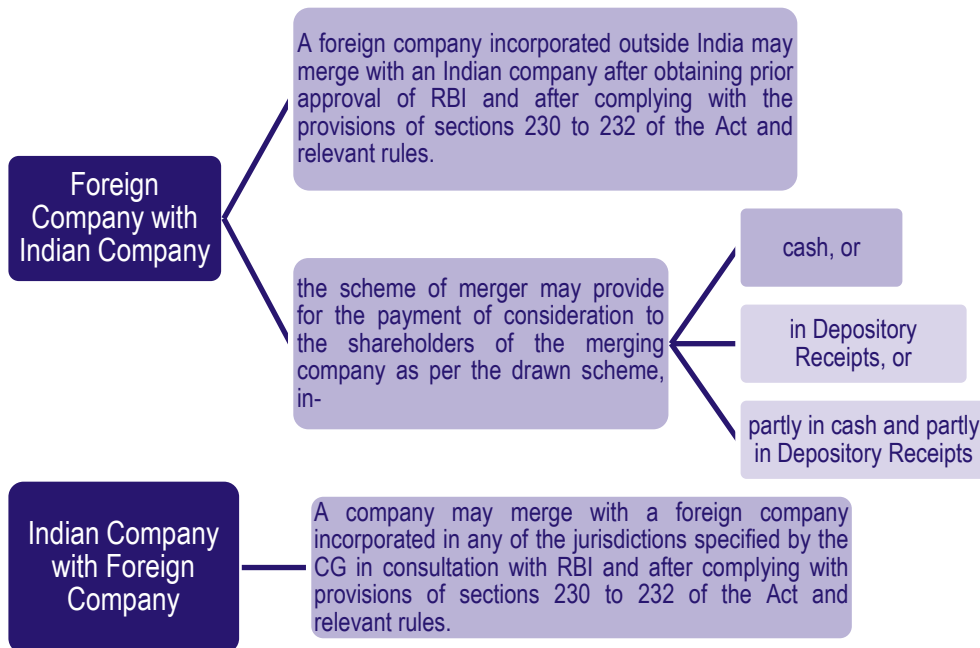 A foreign company incorporated outside India may
merge with an Indian company after obtaining prior
approval of RBI and after complying with the
provisions of sections 230 to 232 of the Act and
relevant rules.
Foreign
Company with
Indian Company
the scheme of merger may provide
for the payment of consideration to
the shareholders of the merging
company as per the drawn scheme,
in-
cash, or
in Depository
Receipts, or
partly in cash and partly
in Depository Receipts
Indian Company
with Foreign
Company
A company may merge with a foreign company
incorporated in any of the jurisdictions specified by the
CG in consultation with RBI and after complying with
provisions of sections 230 to 232 of the Act and
relevant rules.